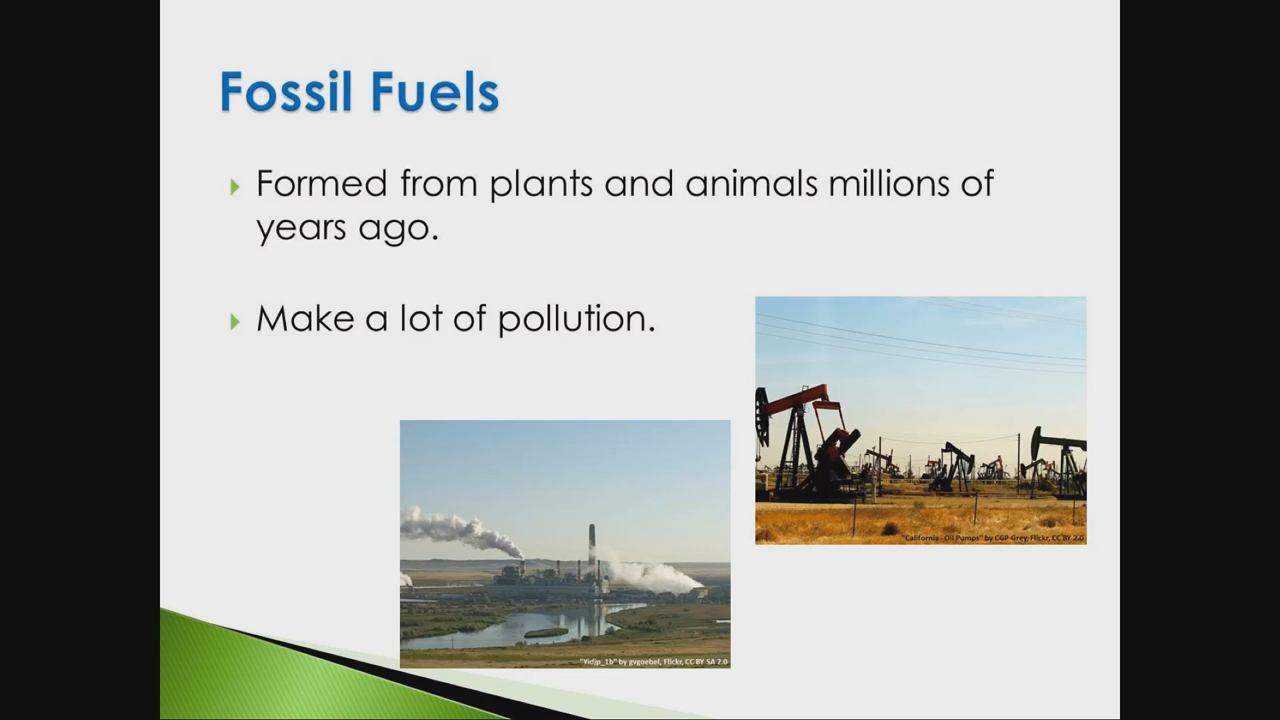 Fossil Fuels
Formed from plants and animals millions of
years ago.
Make a lot of pollution.
"California - Oil Pumps" by CGP Grey, Flickr, CC BY 2.0
"Yidjp_1b" by gvgoebel, Flickr, CC BY SA 2.0